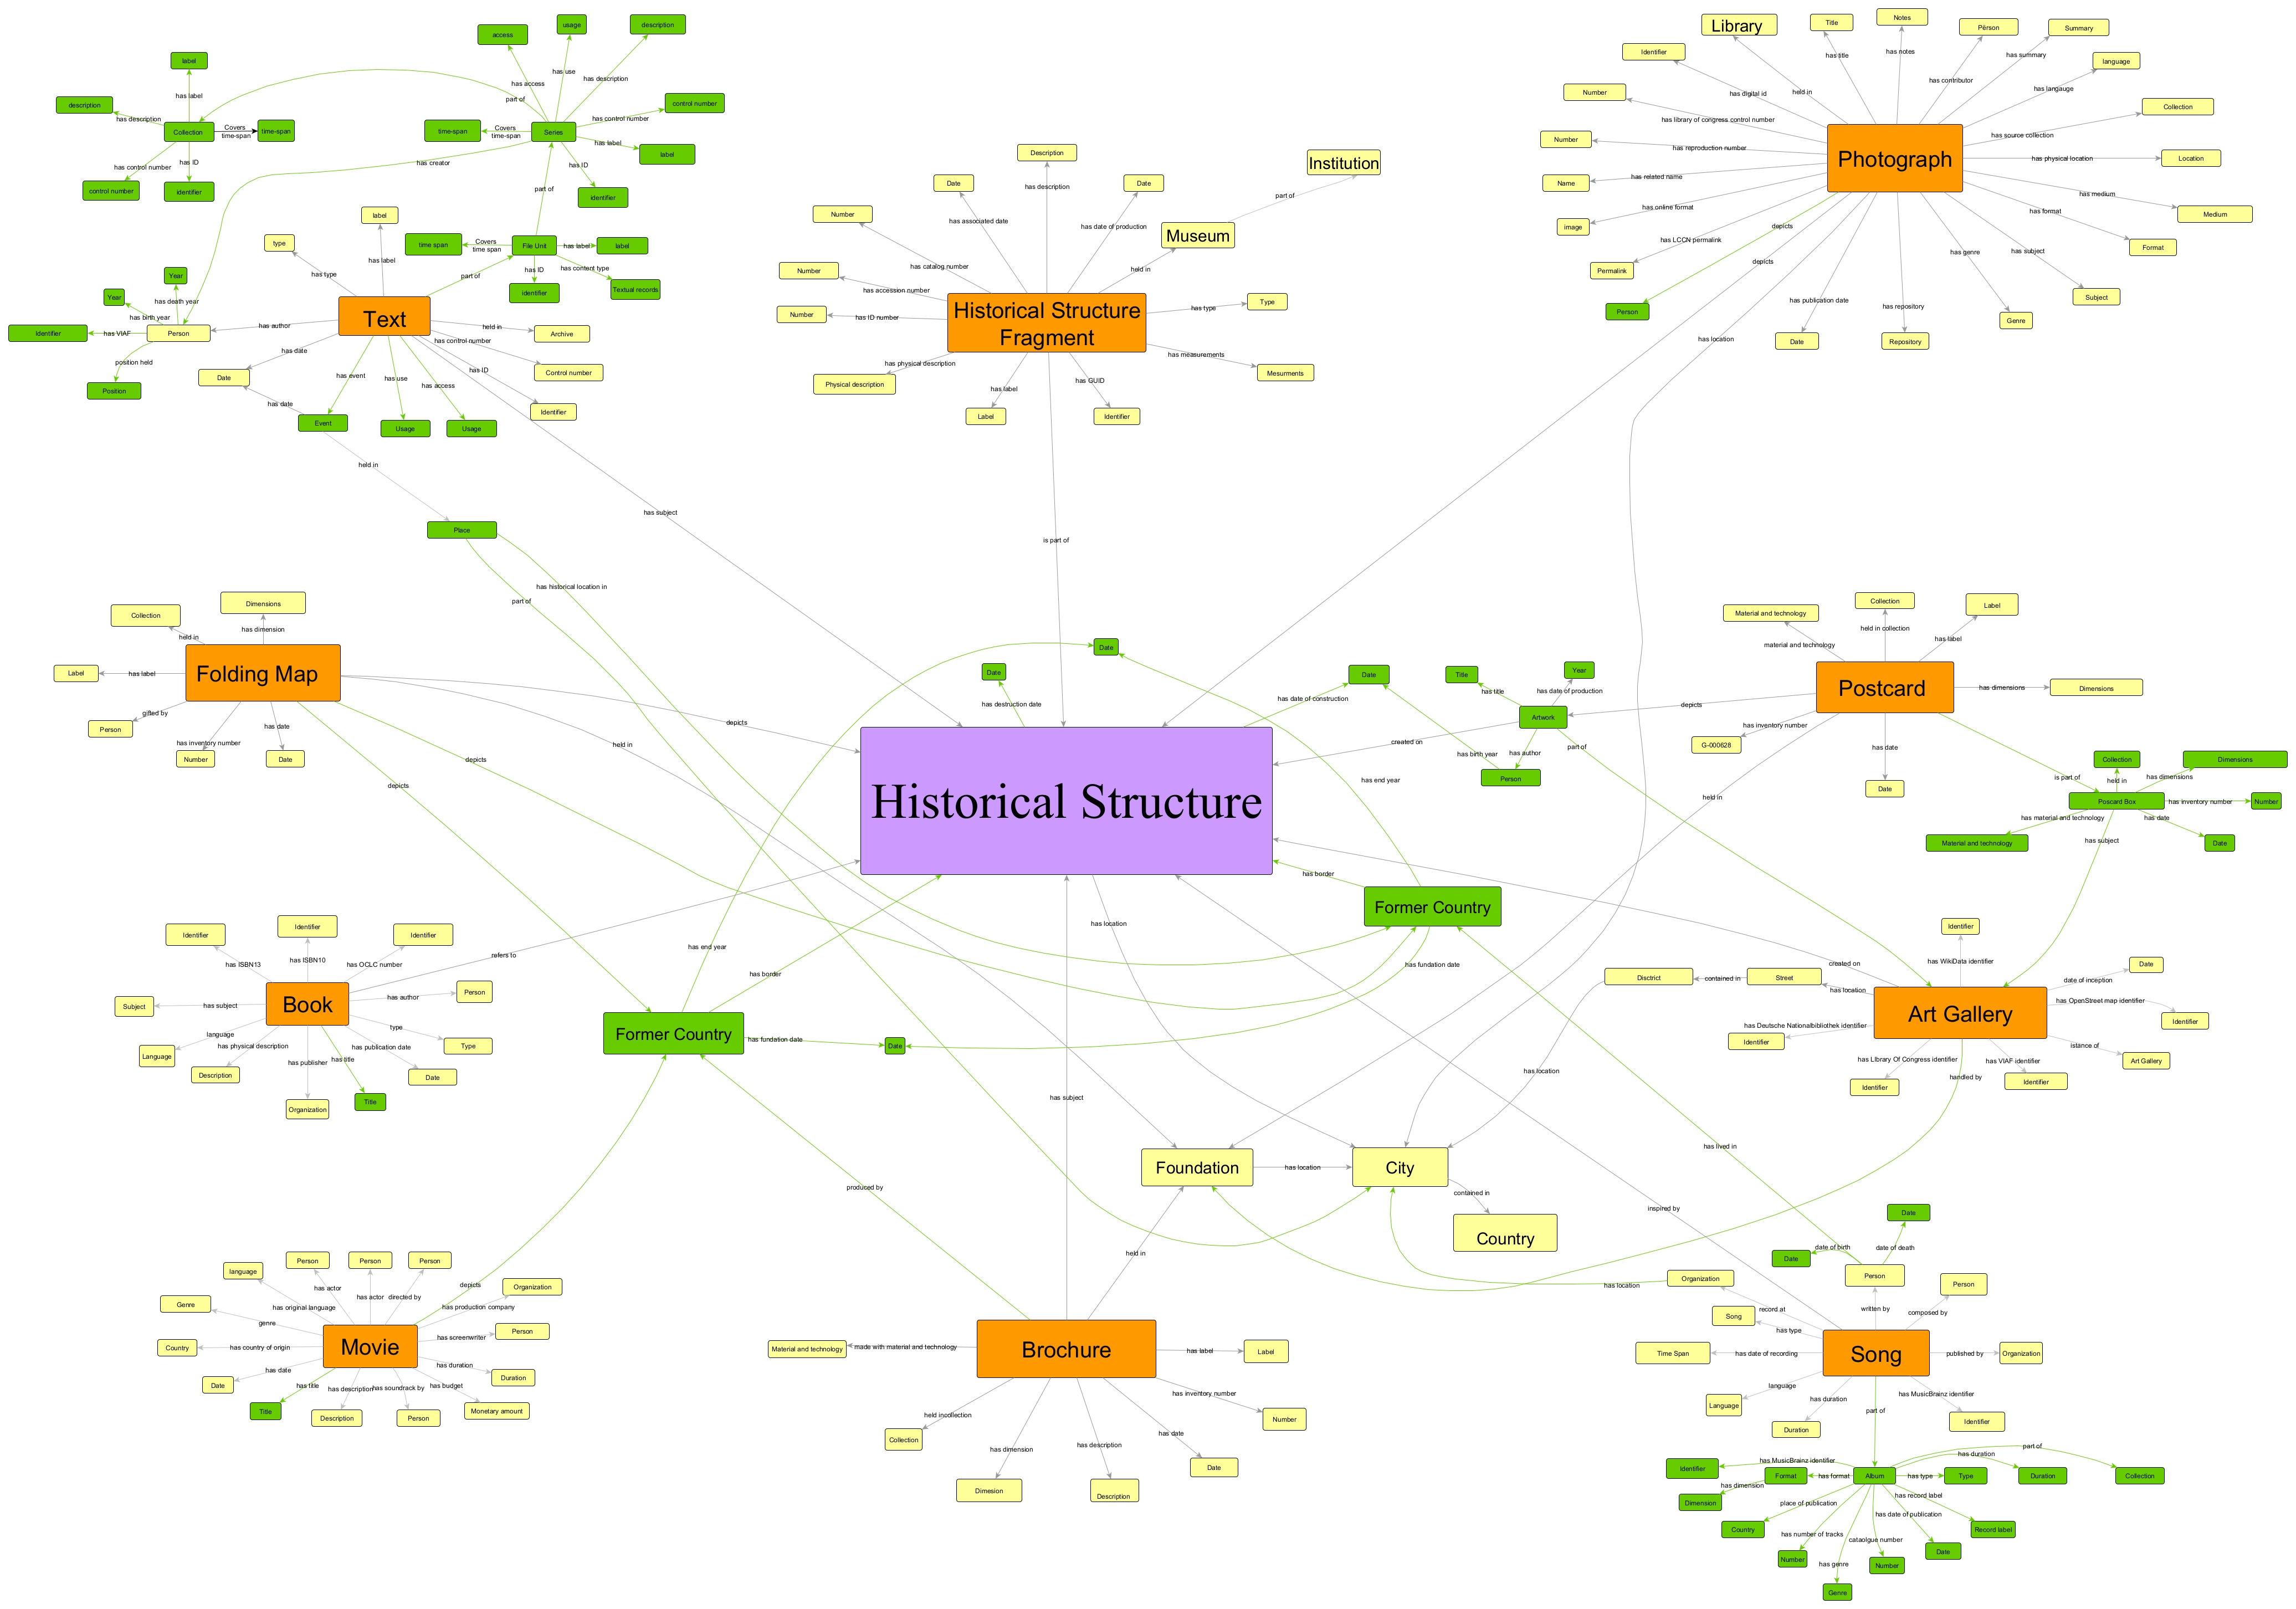 usage
description
access
has use
has description
has access
label
has label
part of
description
has description
control number
has control number
Collection
Covers
time-span
time-span
time-span
Covers
time-span
Series
has label
label
has control number
has ID
has creator
has ID
control number
identifier
part of
identifier
label
type
has type
has label
time span
Covers
time span
File Unit
has label
label
part of
has ID
has content type
identifier
Textual records
Year
Year
has death year
has birth year
Identifier
has VIAF
Person
position held
Position
has author
Text
held in
Archive
has control number
Control number
has date
Date
has date
has event
has use
has access
has ID
Identifier
Event
Usage
Usage
held in
Place
has subject
has historical location in
part of
Description
has description
Date
Date
has associated date
has date of production
Number
has catalog number
Institution
part of
Museum
held in
Number
has accession number
Number
has ID number
Historical Structure
Fragment
has type
Type
has measurements
Mesurments
has physical description
Physical description
has label
Label
has GUID
Identifier
is part of
Library
Title
Notes
Pêrson
Summary
has title
has notes
has contributor
has summary
Identifier
language
has digital id
held in
has langauge
Number
has library of congress control number
Collection
has source collection
Number
has reproduction number
Photograph
has physical location
Location
Name
has related name
has medium
Medium
image
has online format
has format
Format
has LCCN permalink
Permalink
depicts
depicts
Person
has location
has publication date
Date
has repository
Repository
has genre
Genre
has subject
Subject
Collection
Dimensions
held in
has dimension
Folding Map
Label
has label
gifted by
Person
has inventory number
Number
has date
Date
depicts
held in
depicts
depicts
Date
Date
has destruction date
Date
has date of construction
Historical Structure
Title
Year
has title
has date of production
Artwork
created on
has author
has birth year
Person
part of
has end year
Material and technology
Collection
Label
material and technology
held in collection
has label
Postcard
has dimensions
Dimensions
depicts
has inventory number
G-000628
has date
Date
held in
is part of
Collection
Dimensions
held in
has dimensions
Poscard Box
has inventory number
Number
has material and technology
Material and technology
has date
Date
has subject
has border
Former Country
has location
has fundation date
Identifier
Identifier
Identifier
has ISBN13
has ISBN10
has OCLC number
refers to
Book
Subject
has subject
has author
Person
language
Language
has physical description
Description
has publisher
Organization
has title
Title
has publication date
Date
type
Type
has end year
has border
Former Country
has fundation date
Date
Identifier
has WikiData identifier
created on
Date
date of inception
Disctrict
contained in
Street
has location
Art Gallery
has OpenStreet map identifier
Identifier
has Deutsche Nationalbibliothek identifier
Identifier
istance of
Art Gallery
has Library Of Congress identifier
Identifier
has VIAF identifier
Identifier
handled by
has location
has subject
has lived in
Foundation
has location
City
contained in
Country
produced by
inspired by
held in
depicts
language
Person
Person
Person
has original language
has actor
has actor
directed by
Organization
has production company
Genre
genre
Movie
has screenwriter
Person
Country
has country of origin
has date
Date
has title
Title
has description
Description
has soundrack by
Person
has duration
Duration
has budget
Monetary amount
Brochure
Material and technology
made with material and technology
has label
Label
has inventory number
Number
held incollection
Collection
has dimension
Dimesion
has description
Description
has date
Date
Date
Date
date of birth
date of death
Person
Person
written by
composed by
Organization
has location
record at
Song
has type
Song
published by
Organization
Time Span
has date of recording
language
Language
has duration
Duration
has MusicBrainz identifier
Identifier
part of
Identifier
has MusicBrainz identifier
Format
has format
Album
has type
Type
has duration
Duration
part of
Collection
has dimension
Dimension
place of publication
Country
has record label
Record label
has date of publication
Date
has number of tracks
Number
cataolgue number
Number
has genre
Genre